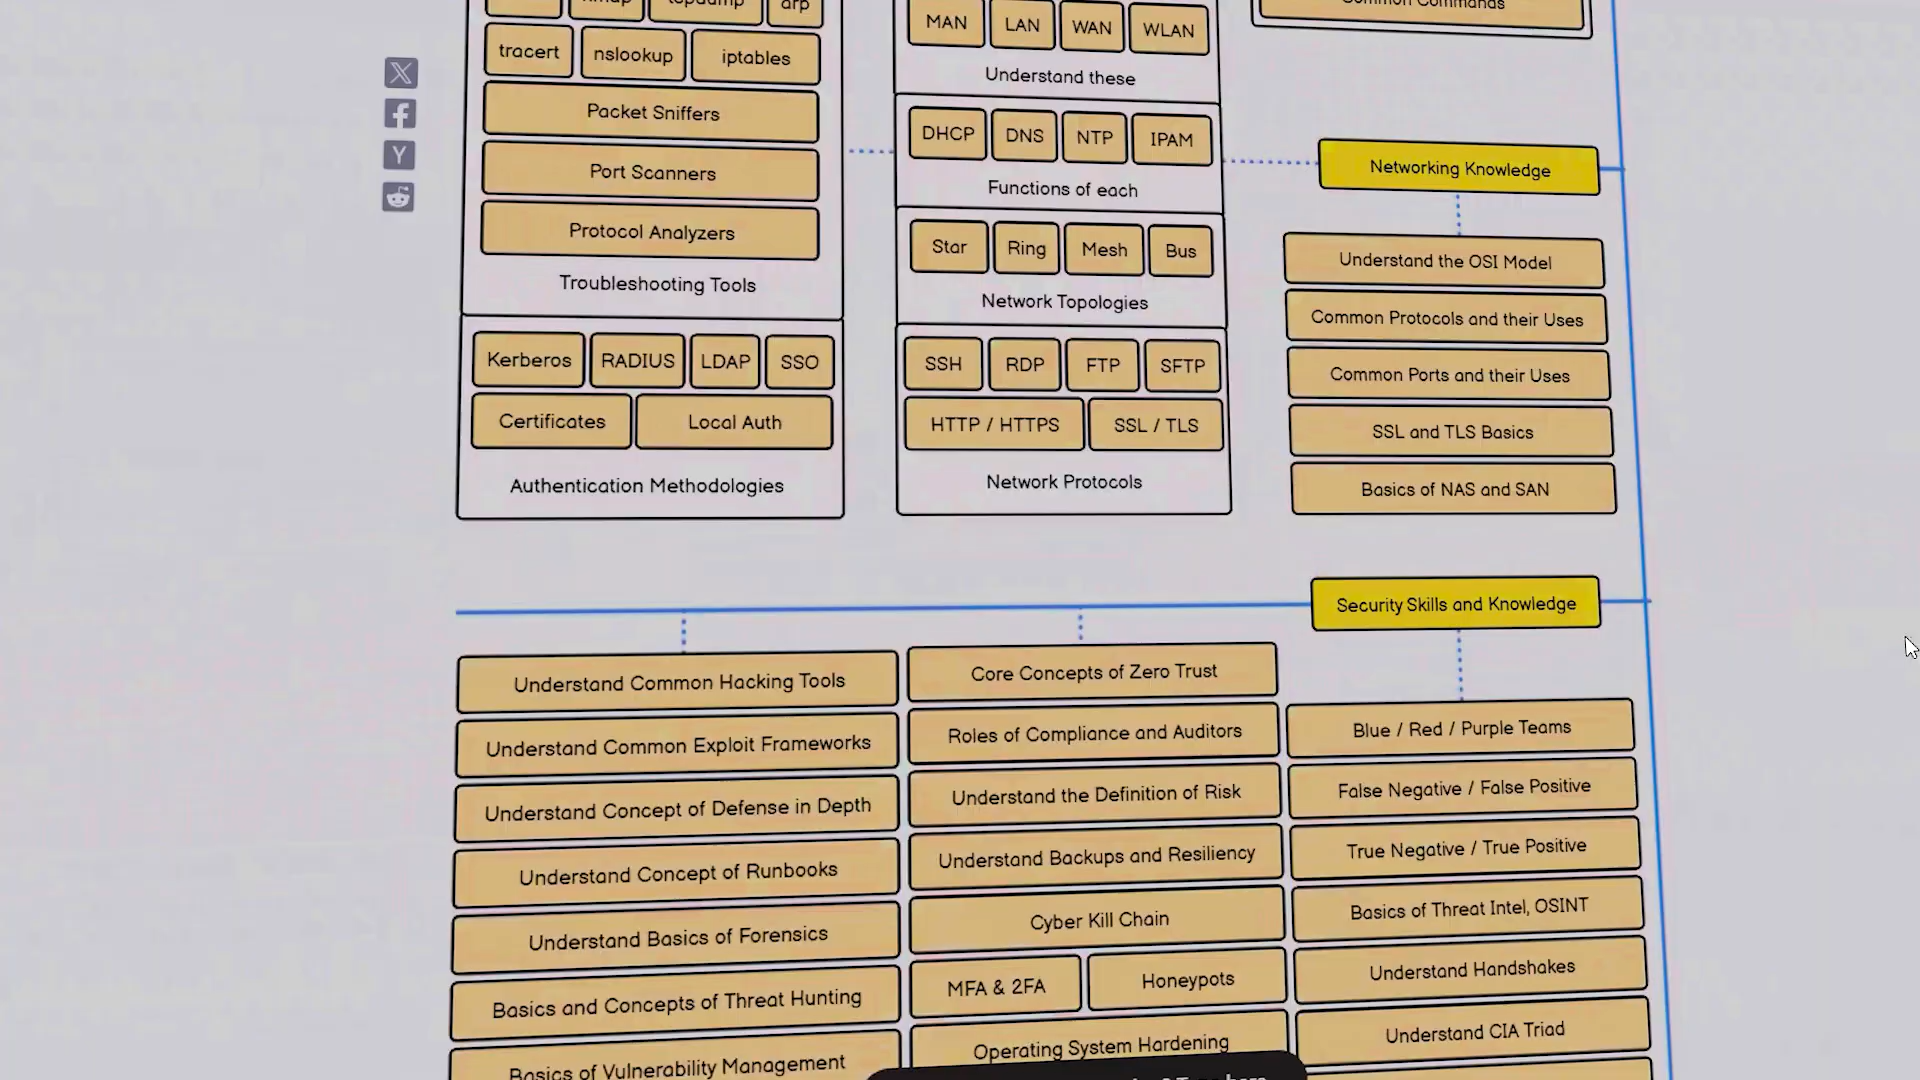 nmap
tcpdump
arp
tracert
nslookup
iptables
Packet Sniffers
Port Scanners
Protocol Analyzers
Troubleshooting Tools
Kerberos
RADIUS
LDAP
SSO
Certificates
Local Auth
Authentication Methodologies
MAN
LAN
WAN
WLAN
Understand these
DHCP
DNS
NTP
IPAM
Functions of each
Star
Ring
Mesh
Bus
Network Topologies
SSH
RDP
FTP
SFTP
HTTP / HTTPS
SSL / TLS
Network Protocols
Common Commands
Networking Knowledge
Understand the OSI Model
Common Protocols and their Uses
Common Ports and their Uses
SSL and TLS Basics
Basics of NAS and SAN
Security Skills and Knowledge
Understand Common Hacking Tools
Understand Common Exploit Frameworks
Understand Concept of Defense in Depth
Understand Concept of Runbooks
Understand Basics of Forensics
Basics and Concepts of Threat Hunting
Basics of Vulnerability Management
Core Concepts of Zero Trust
Roles of Compliance and Auditors
Understand the Definition of Risk
Understand Backups and Resiliency
Cyber Kill Chain
MFA & 2FA
Honeypots
Operating System Hardening
Blue / Red / Purple Teams
False Negative / False Positive
True Negative / True Positive
Basics of Threat Intel, OSINT
Understand Handshakes
Understand CIA Triad